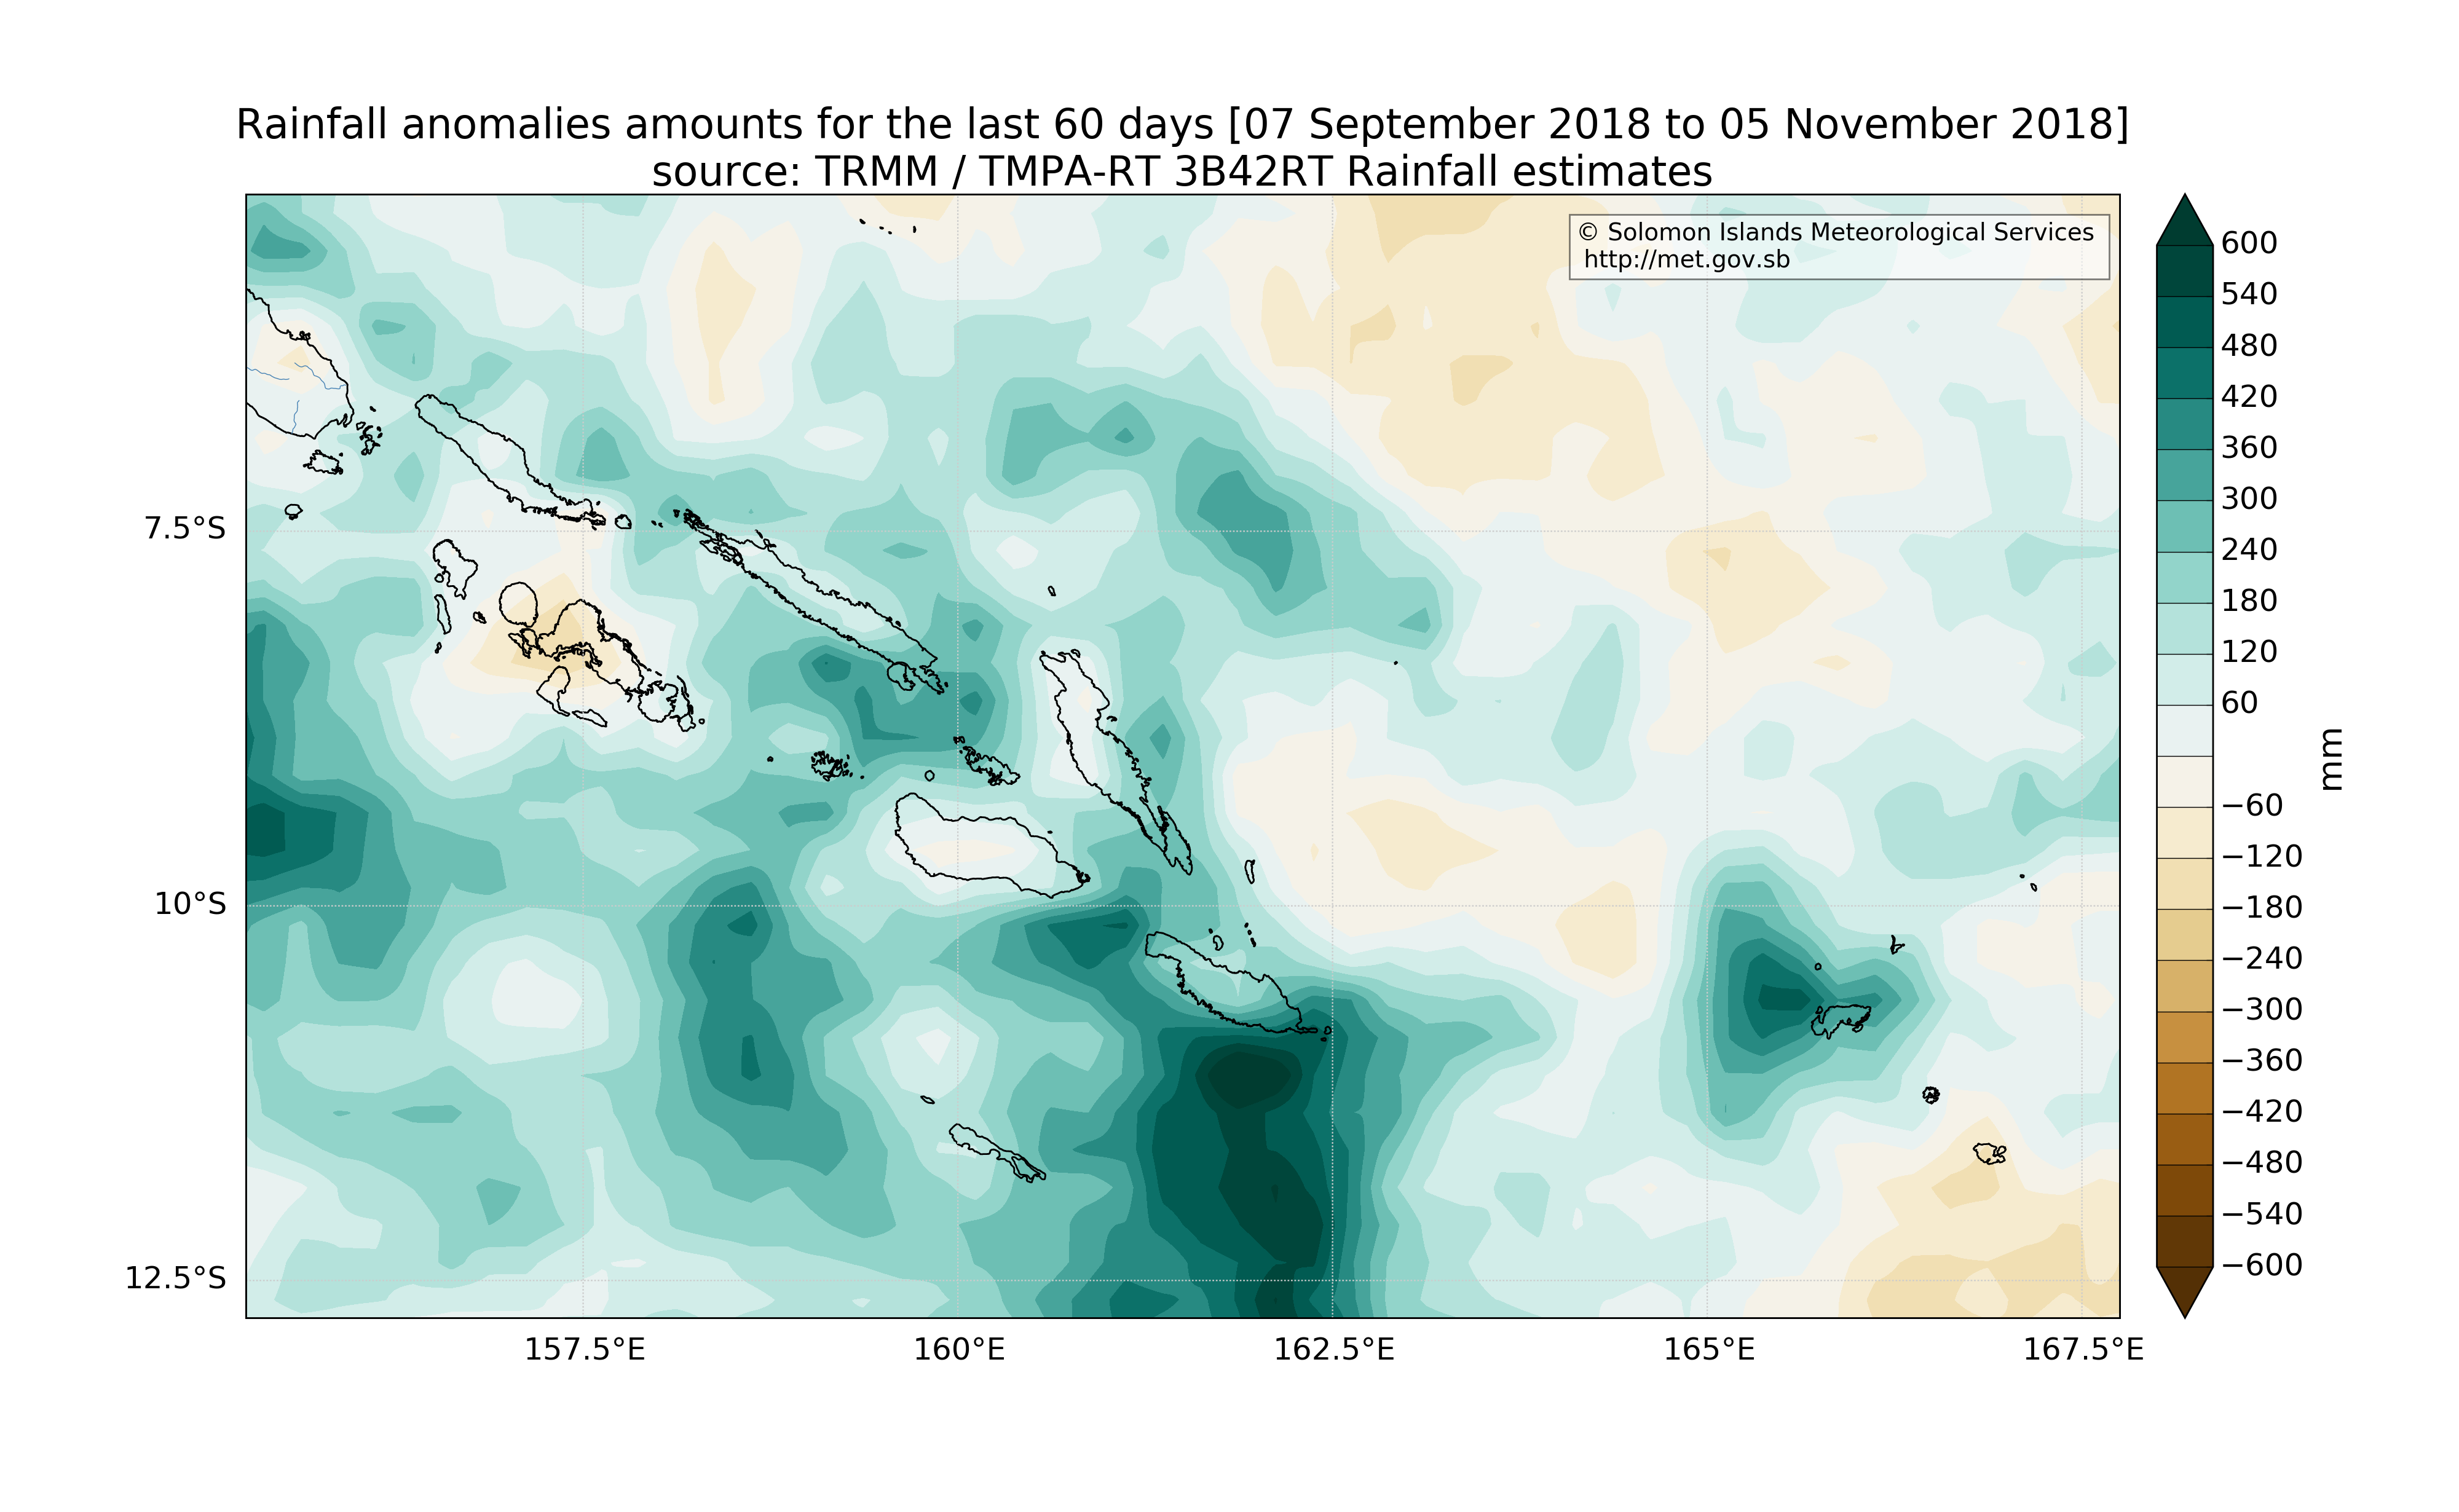 Rainfall anomalies amounts for the last 60 days [07 September 2018 to 05 November 2018]
source: TRMM / TMPA-RT 3B42RT Rainfall estimates
© Solomon Islands Meteorological Services
http://met.gov.sb
7.5°S
10°S
12.5°S
157.5°E
160°E
162.5°E
165°E
167.5°E
600
540
480
420
360
300
240
180
120
60
−60
−120
−180
−240
−300
−360
−420
−480
−540
−600
mm